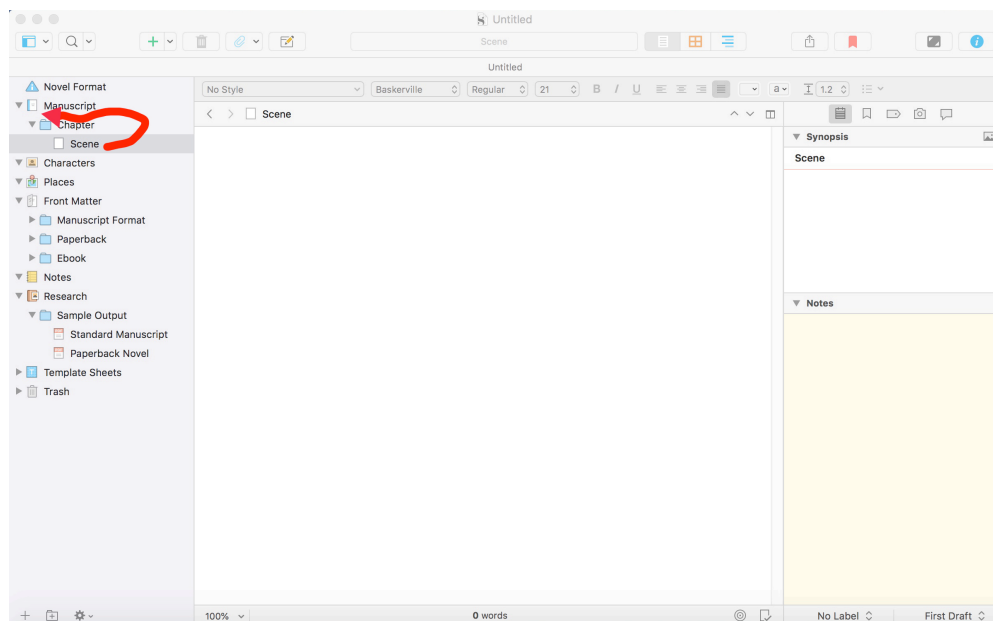 Untitled
Scene
Untitled
Novel Format
Manuscript
Chapter
Scene
Characters
Places
Front Matter
Manuscript Format
Paperback
Ebook
Notes
Research
Sample Output
Standard Manuscript
Paperback Novel
Template Sheets
Trash
No Style
Baskerville
Regular
21
B I U
a
1.2
Scene
Synopsis
Scene
Notes
100%
0 words
No Label
First Draft